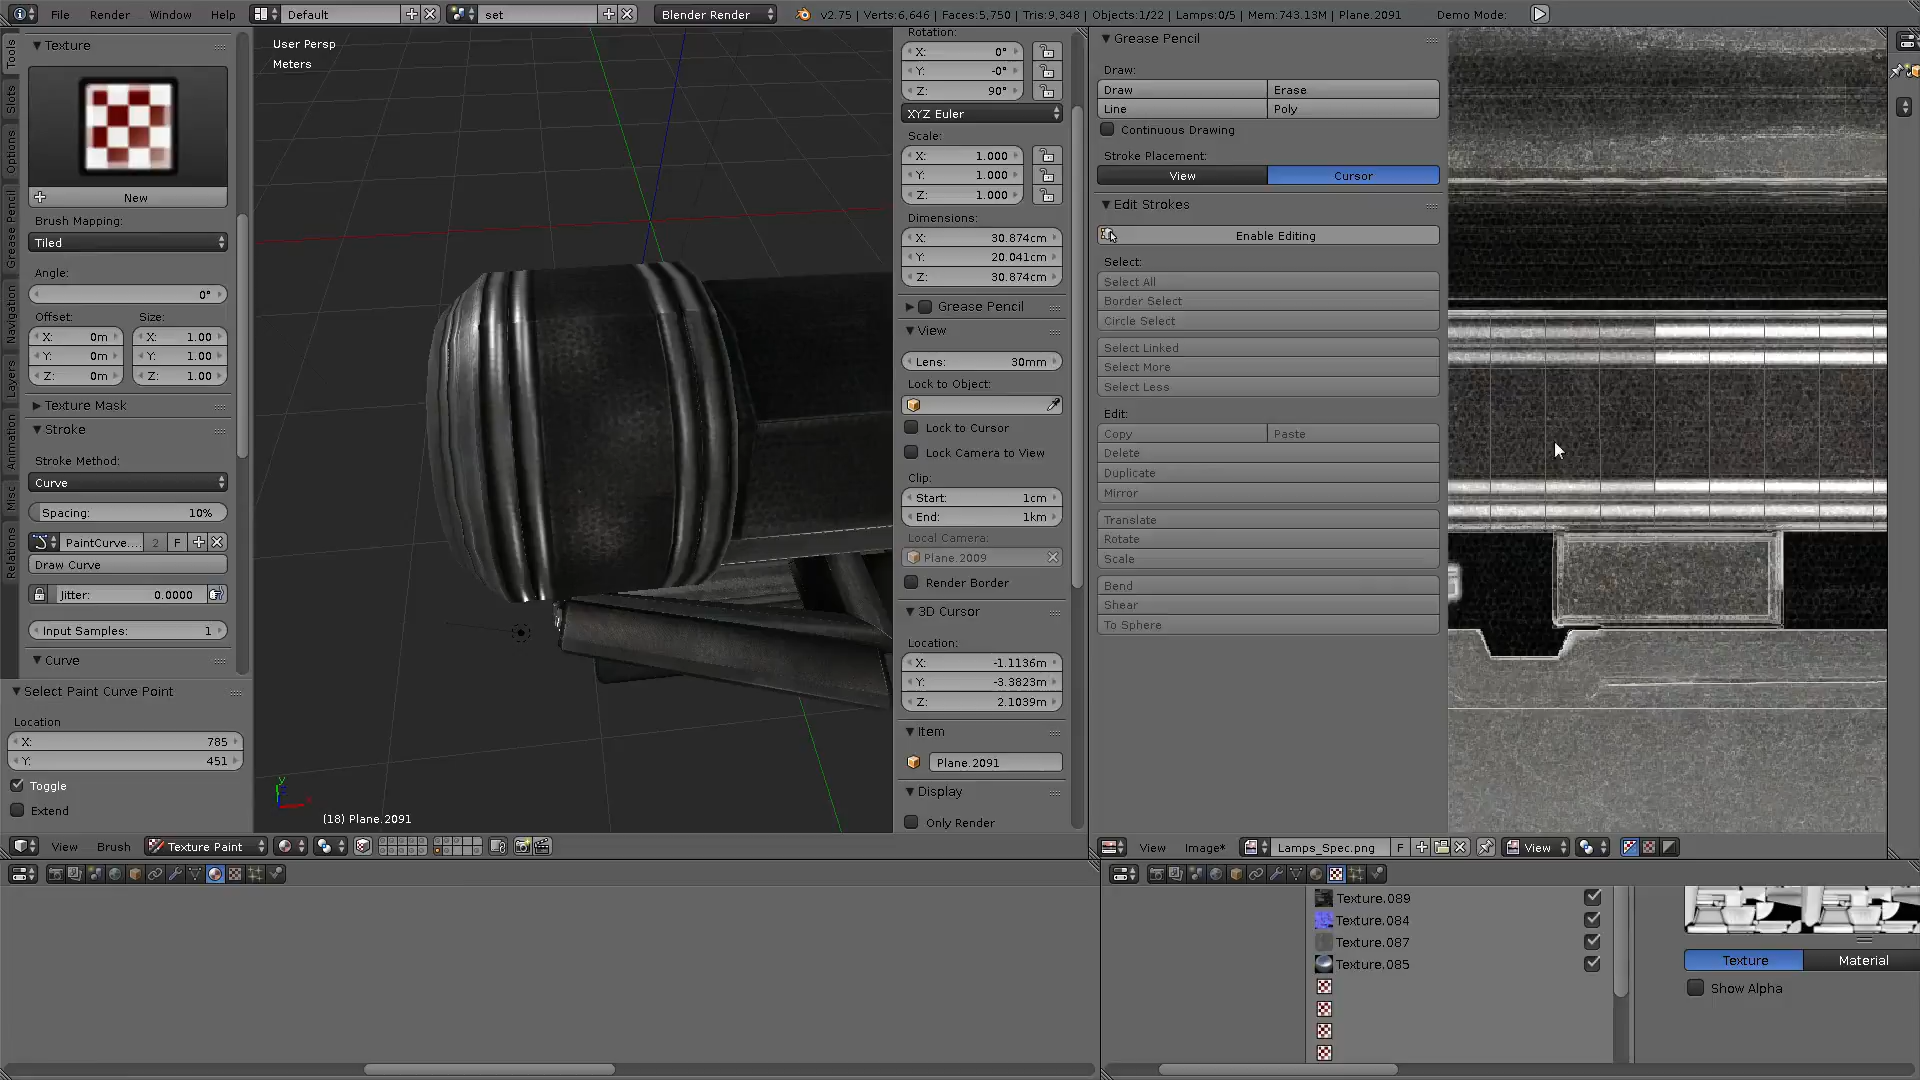 File
Render
Window
Help
Default
set
Blender Render
v2.75 | Verts:6,646 | Faces:5,750 | Tris:9,348 | Objects:1/22 | Lamps:0/5 | Mem:743.13M | Plane.2091
Demo Mode:
Tools
Slots
Options
Grease Pencil
Navigation
Layers
Animation
Misc
Relations
Texture
New
Brush Mapping:
Tiled
Angle:
0°
Offset:
Size:
X: 0m
X: 1.00
Y: 0m
Y: 1.00
Z: 0m
Z: 1.00
Texture Mask
Stroke
Stroke Method:
Curve
Spacing: 10%
PaintCurve....
2
F
Draw Curve
Jitter: 0.0000
Input Samples: 1
Curve
Select Paint Curve Point
Location
X: 785
Y: 451
Toggle
Extend
User Persp
Meters
(18) Plane.2091
View
Brush
Texture Paint
Rotation:
X: 0°
Y: -0°
Z: 90°
XYZ Euler
Scale:
X: 1.000
Y: 1.000
Z: 1.000
Dimensions:
X: 30.874cm
Y: 20.041cm
Z: 30.874cm
Grease Pencil
View
Lens: 30mm
Lock to Object:
Lock to Cursor
Lock Camera to View
Clip:
Start: 1cm
End: 1km
Local Camera:
Plane.2009
Render Border
3D Cursor
Location:
X: -1.1136m
Y: -3.3823m
Z: 2.1039m
Item
Plane.2091
Display
Only Render
Grease Pencil
Draw:
Draw
Erase
Line
Poly
Continuous Drawing
Stroke Placement:
View
Cursor
Edit Strokes
Enable Editing
Select:
Select All
Border Select
Circle Select
Select Linked
Select More
Select Less
Edit:
Copy
Paste
Delete
Duplicate
Mirror
Translate
Rotate
Scale
Bend
Shear
To Sphere
View
Image*
Lamps_Spec.png
F
View
Texture.089
Texture.084
Texture.087
Texture.085
Texture
Material
Show Alpha